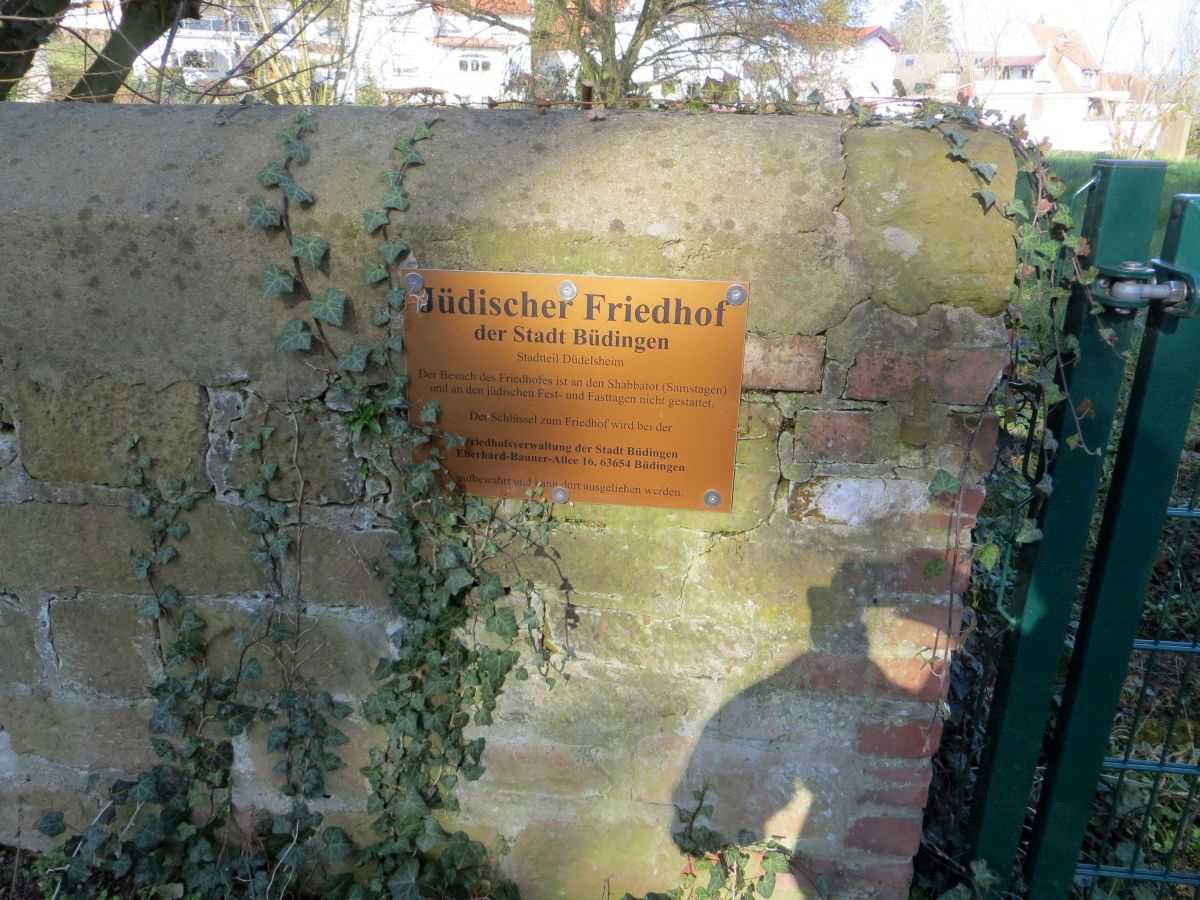 Jüdischer Friedhof
der Stadt Büdingen
Stadtteil Düdelsheim
Der Besuch des Friedhofes ist an den Shabbatot (Samstagen)
und an den jüdischen Fest- und Fasttagen nicht gestattet.
Der Schlüssel zum Friedhof wird bei der
Friedhofsverwaltung der Stadt Büdingen
Eberhard-Bauner-Allee 16, 63654 Büdingen
aufbewahrt und kann dort ausgeliehen werden.